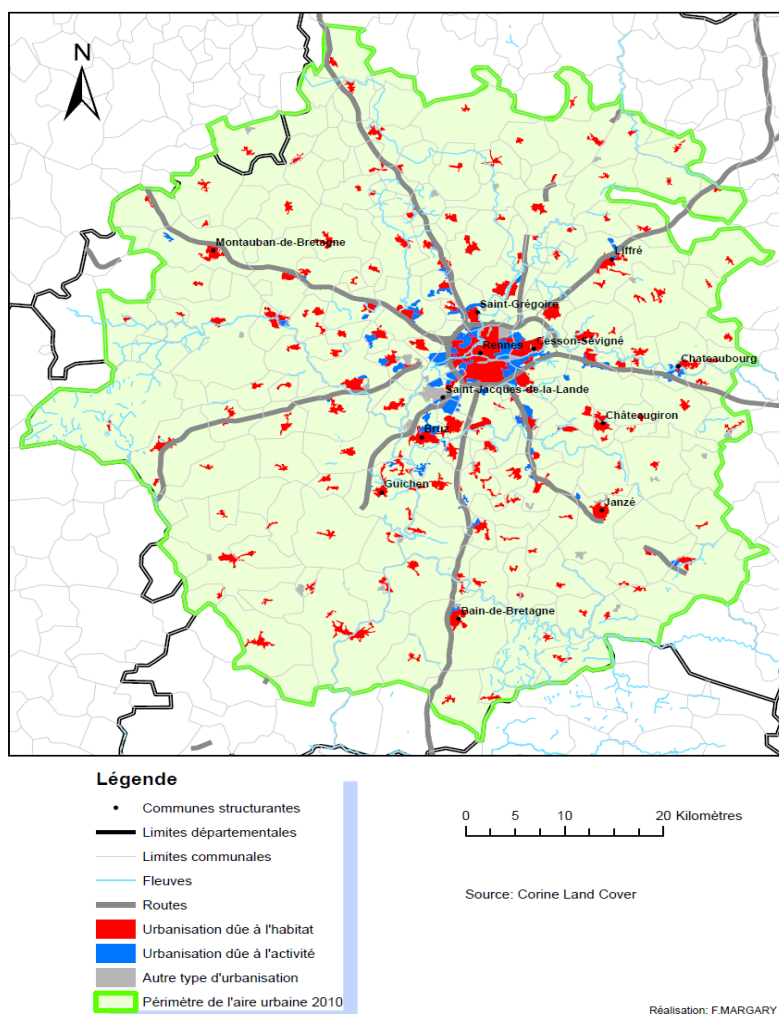 N
Montauban-de-Bretagne
Liffré
Saint-Grégoire
Rennes
Cesson-Sévigné
Chateaubourg
Saint-Jacques-de-la-Lande
Châteaugiron
Bruz
Guichen
Janzé
Bain-de-Bretagne
Légende
Communes structurantes
Limites départementales
Limites communales
Fleuves
Routes
Urbanisation dûe à l'habitat
Urbanisation dûe à l'activité
Autre type d'urbanisation
Périmètre de l'aire urbaine 2010
0 5 10 20 Kilomètres
Source: Corine Land Cover
Réalisation: F.MARGARY